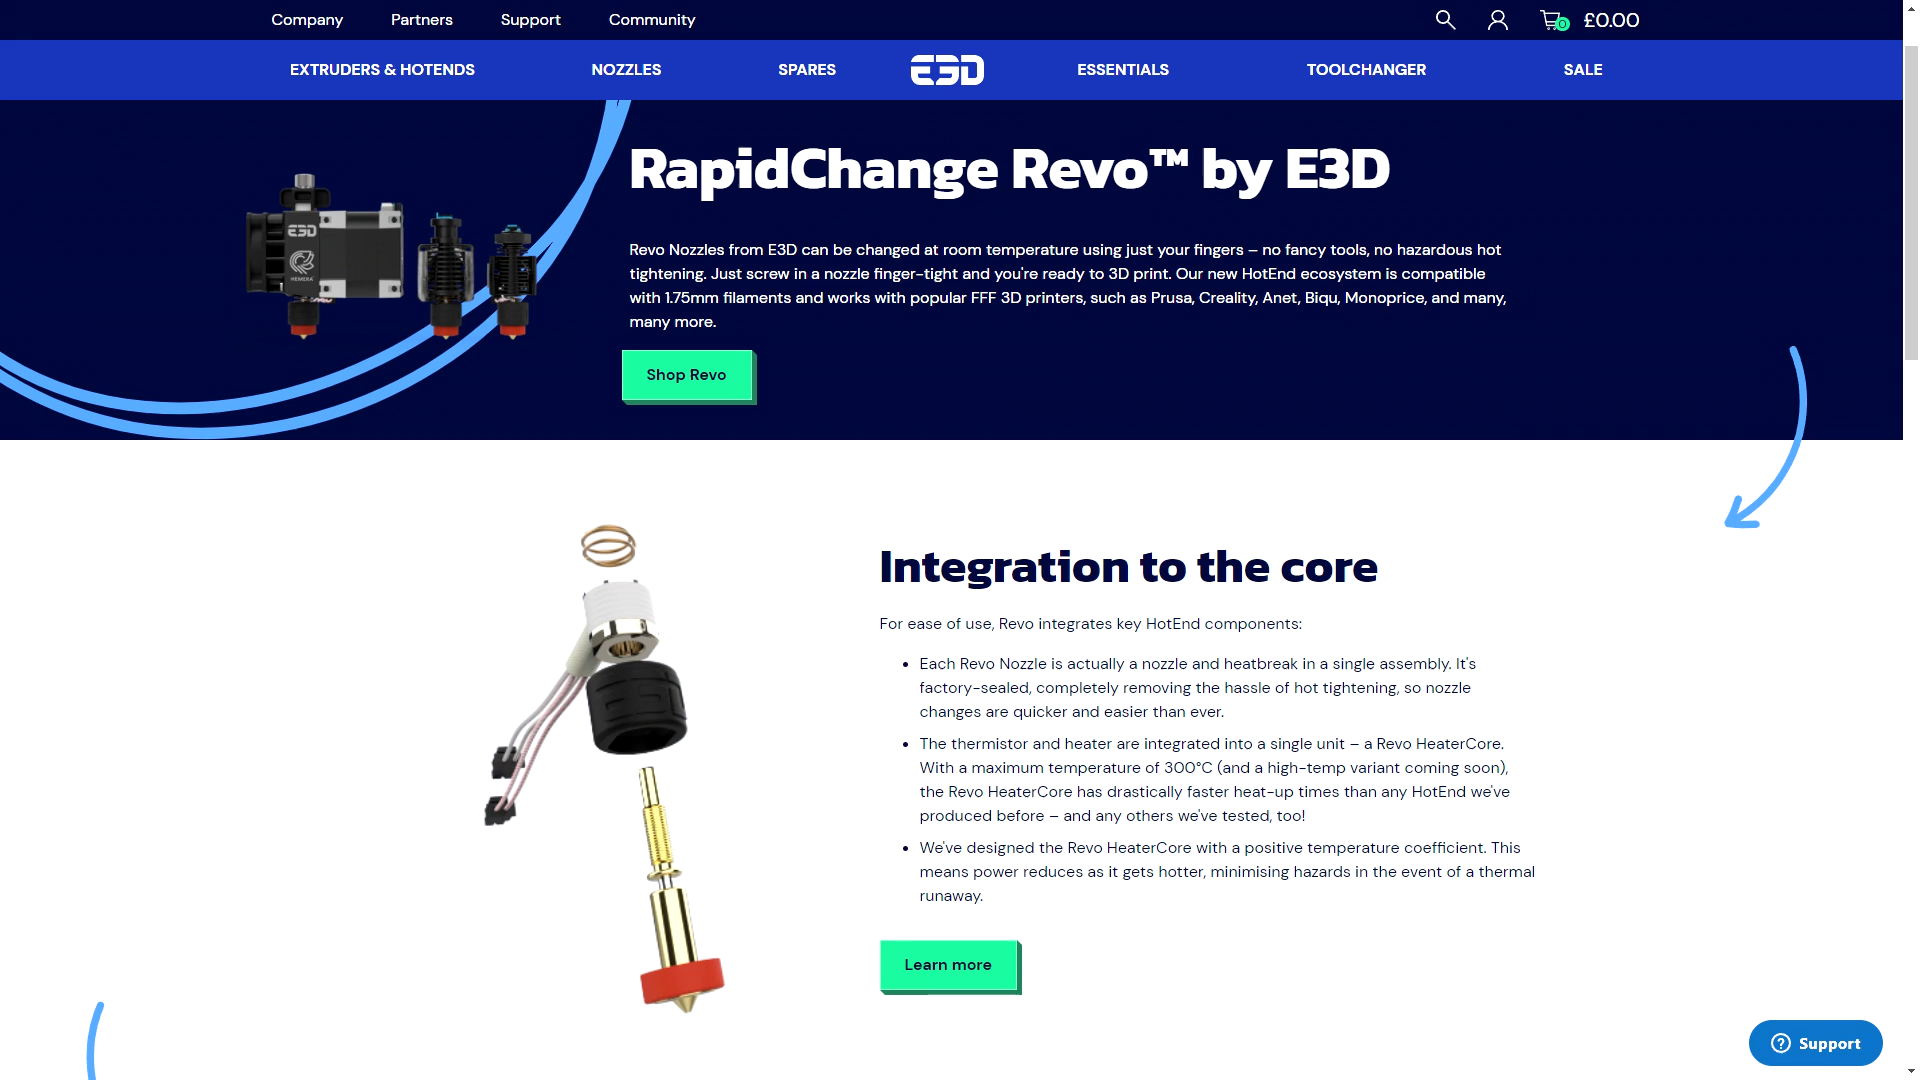 Company
Partners
Support
Community
0
£0.00
EXTRUDERS & HOTENDS
NOZZLES
SPARES
E3D
ESSENTIALS
TOOLCHANGER
SALE
RapidChange Revo™ by E3D
E3D
HEMERA
Revo Nozzles from E3D can be changed at room temperature using just your fingers – no fancy tools, no hazardous hot
tightening. Just screw in a nozzle finger-tight and you're ready to 3D print. Our new HotEnd ecosystem is compatible
with 1.75mm filaments and works with popular FFF 3D printers, such as Prusa, Creality, Anet, Biqu, Monoprice, and many,
many more.
Shop Revo
Integration to the core
For ease of use, Revo integrates key HotEnd components:
Each Revo Nozzle is actually a nozzle and heatbreak in a single assembly. It's
factory-sealed, completely removing the hassle of hot tightening, so nozzle
changes are quicker and easier than ever.
The thermistor and heater are integrated into a single unit – a Revo HeaterCore.
With a maximum temperature of 300°C (and a high-temp variant coming soon),
the Revo HeaterCore has drastically faster heat-up times than any HotEnd we've
produced before – and any others we've tested, too!
We've designed the Revo HeaterCore with a positive temperature coefficient. This
means power reduces as it gets hotter, minimising hazards in the event of a thermal
runaway.
Learn more
Support